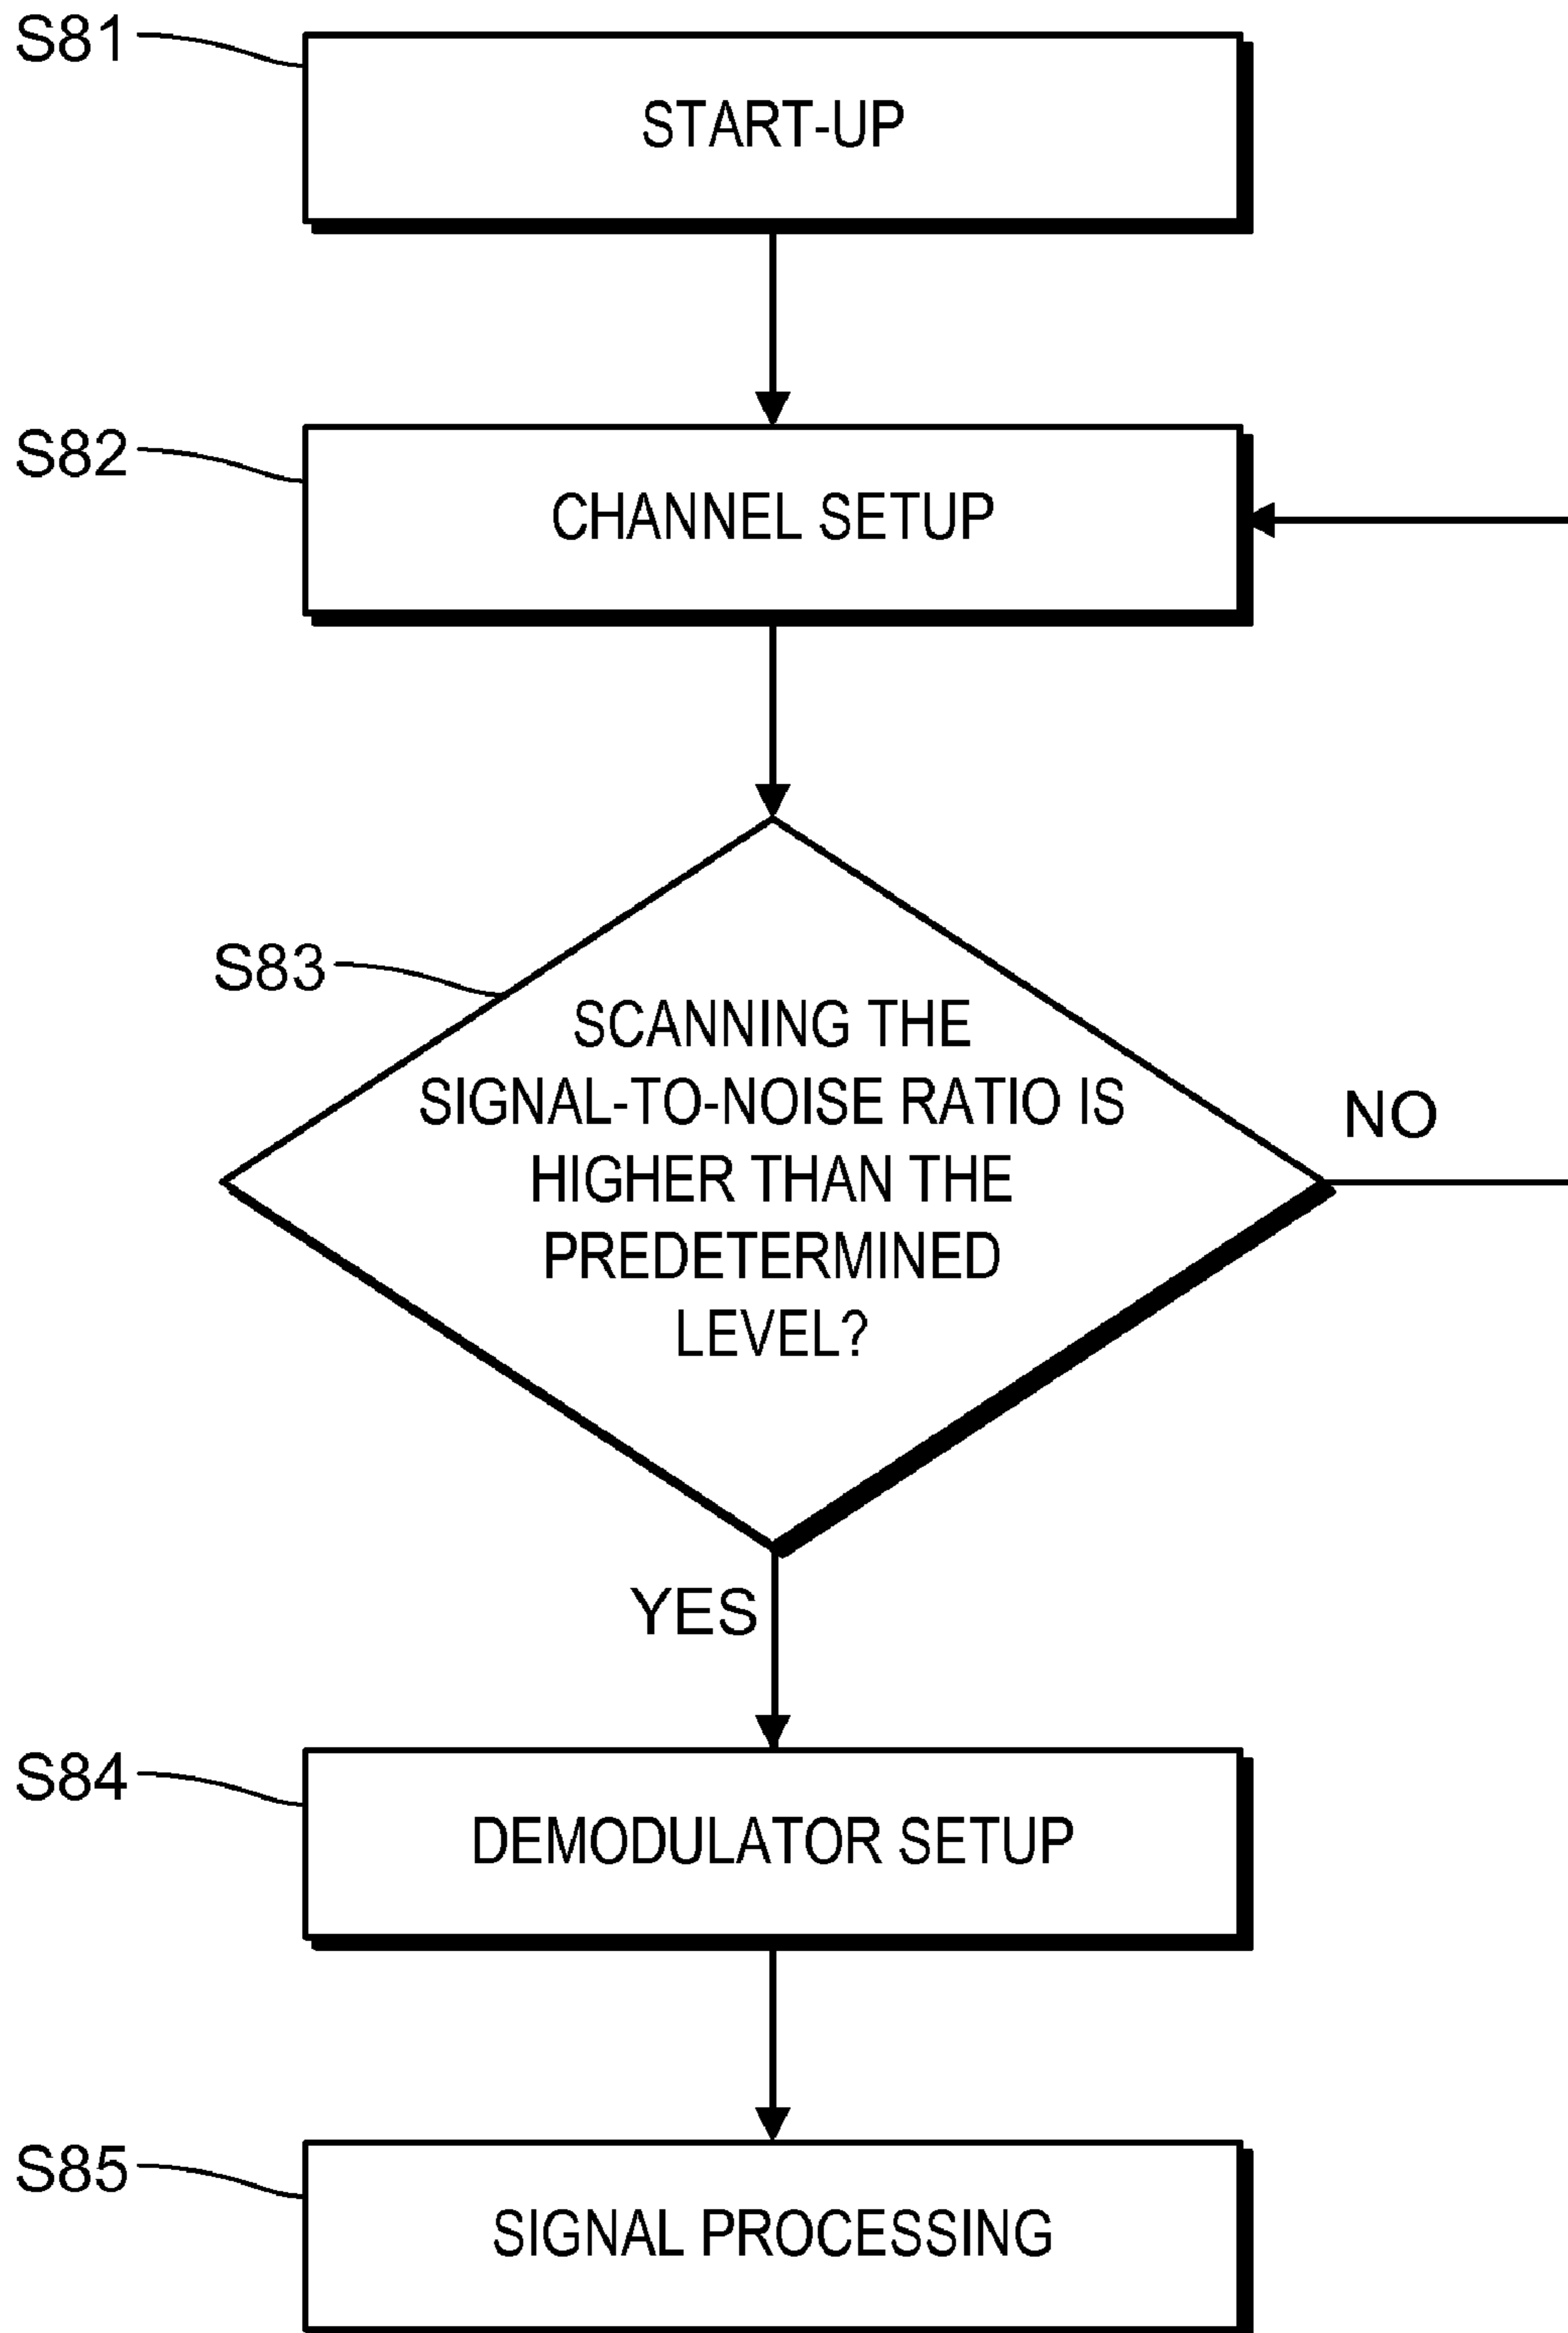 S81
START-UP
S82
CHANNEL SETUP
S83
SCANNING THE
SIGNAL-TO-NOISE RATIO IS
HIGHER THAN THE
PREDETERMINED
LEVEL?
NO
YES
S84
DEMODULATOR SETUP
S85
SIGNAL PROCESSING